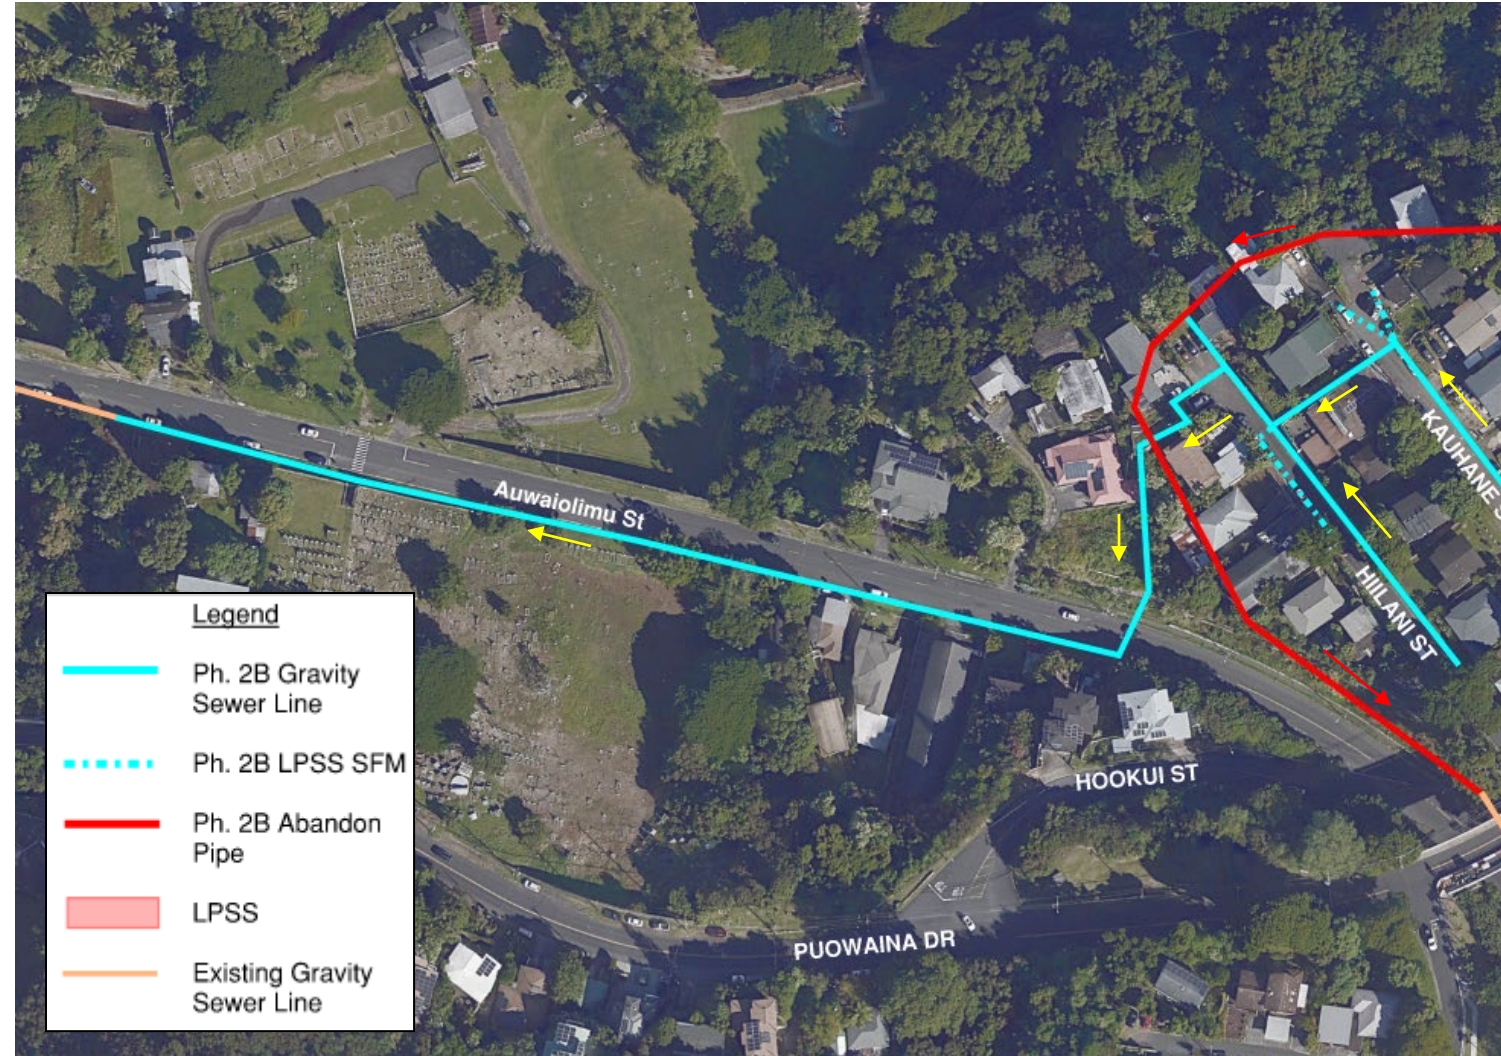 Auwaiolimu St
KAUHANE S
HIILANI ST
HOOKUI ST
PUOWAINA DR
Legend
Ph. 2B Gravity
Sewer Line
Ph. 2B LPSS SFM
Ph. 2B Abandon
Pipe
LPSS
Existing Gravity
Sewer Line